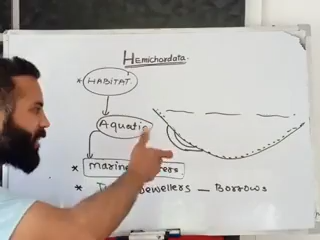 Hemichordata.
* HABITAT.
Aquatic
* Marine
* Dwellers — Borrows